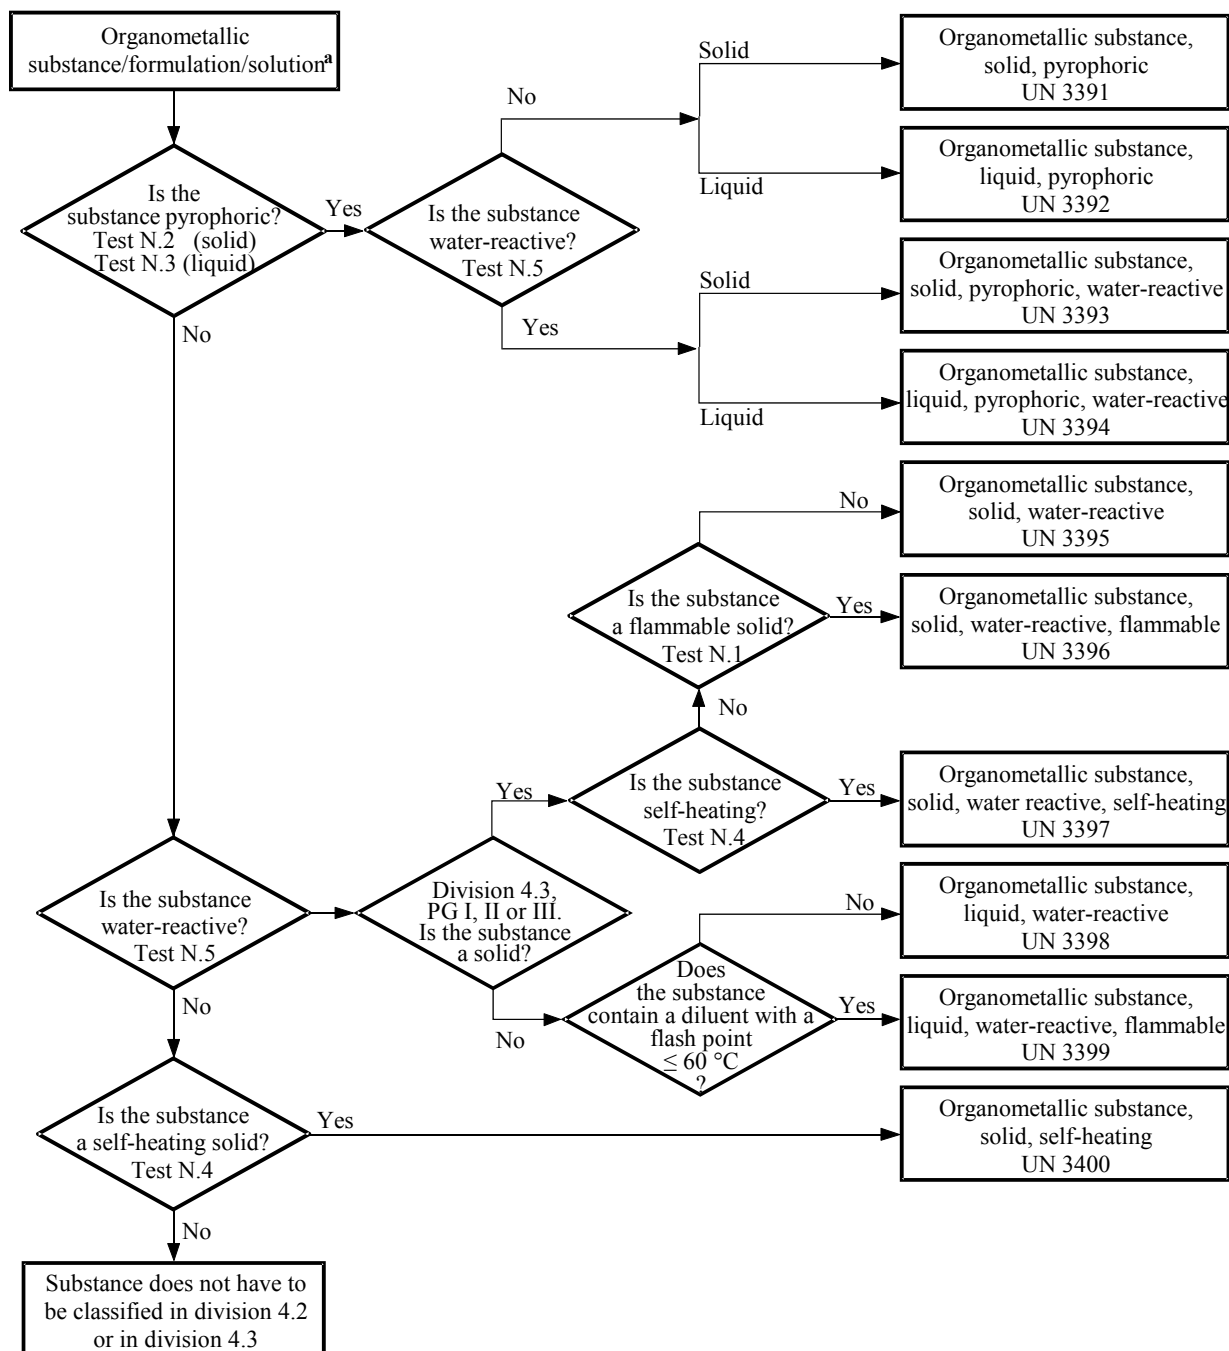 Organometallic
substance/formulation/solutionᵃ
Is the
substance pyrophoric?
Test N.2 (solid)
Test N.3 (liquid)
Yes
No
Is the substance
water-reactive?
Test N.5
No
Yes
Solid
Liquid
Organometallic substance,
solid, pyrophoric
UN 3391
Organometallic substance,
liquid, pyrophoric
UN 3392
Solid
Liquid
Organometallic substance,
solid, pyrophoric, water-reactive
UN 3393
Organometallic substance,
liquid, pyrophoric, water-reactive
UN 3394
No
Organometallic substance,
solid, water-reactive
UN 3395
Is the substance
a flammable solid?
Test N.1
Yes
Organometallic substance,
solid, water-reactive, flammable
UN 3396
No
Is the substance
self-heating?
Test N.4
Yes
Organometallic substance,
solid, water reactive, self-heating
UN 3397
Yes
Is the substance
water-reactive?
Test N.5
Division 4.3,
PG I, II or III.
Is the substance
a solid?
No
Organometallic substance,
liquid, water-reactive
UN 3398
No
No
Does
the substance
contain a diluent with a
flash point
≤ 60 °C
?
Yes
Organometallic substance,
liquid, water-reactive, flammable
UN 3399
Is the substance
a self-heating solid?
Test N.4
Yes
Organometallic substance,
solid, self-heating
UN 3400
No
Substance does not have to
be classified in division 4.2
or in division 4.3